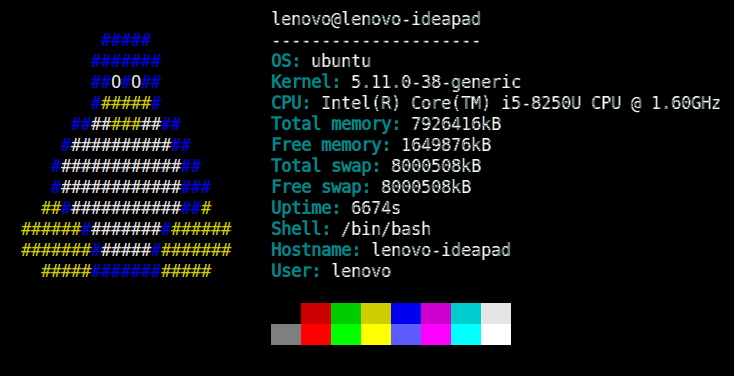 lenovo@lenovo-ideapad
---------------------
OS: ubuntu
Kernel: 5.11.0-38-generic
CPU: Intel(R) Core(TM) i5-8250U CPU @ 1.60GHz
Total memory: 7926416kB
Free memory: 1649876kB
Total swap: 8000508kB
Free swap: 8000508kB
Uptime: 6674s
Shell: /bin/bash
Hostname: lenovo-ideapad
User: lenovo
#####
#######
##O#O##
#######
###########
#############
###############
################
#################
#####################
#####################
#################